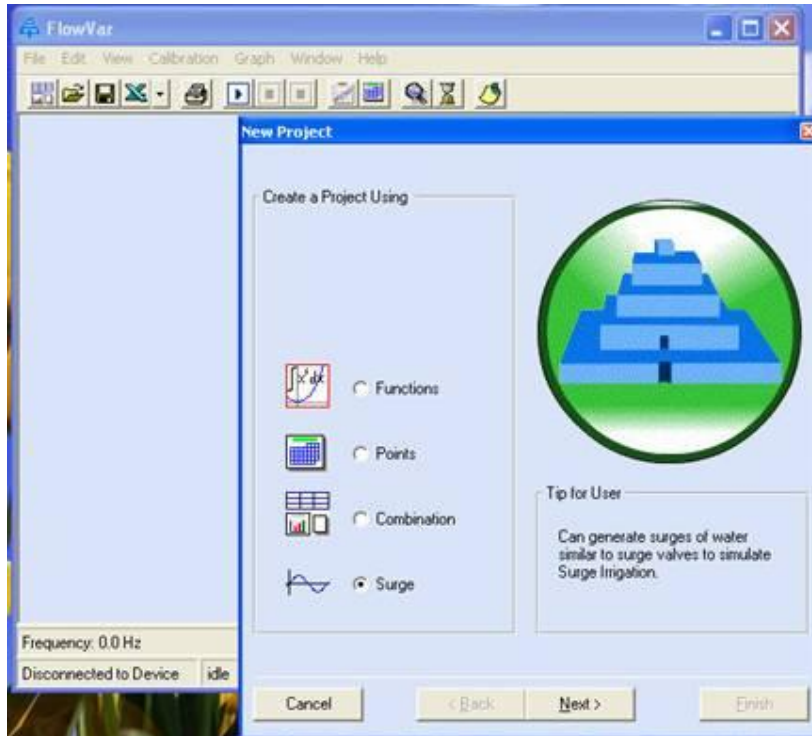 FlowVar
File Edit View Calibration Graph Window Help
New Project
Create a Project Using
∫x²dx
Functions
Points
Combination
Surge
Tip for User
Can generate surges of water
similar to surge valves to simulate
Surge Irrigation.
Frequency: 0.0 Hz
Disconnected to Device idle
Cancel < Back Next > Finish